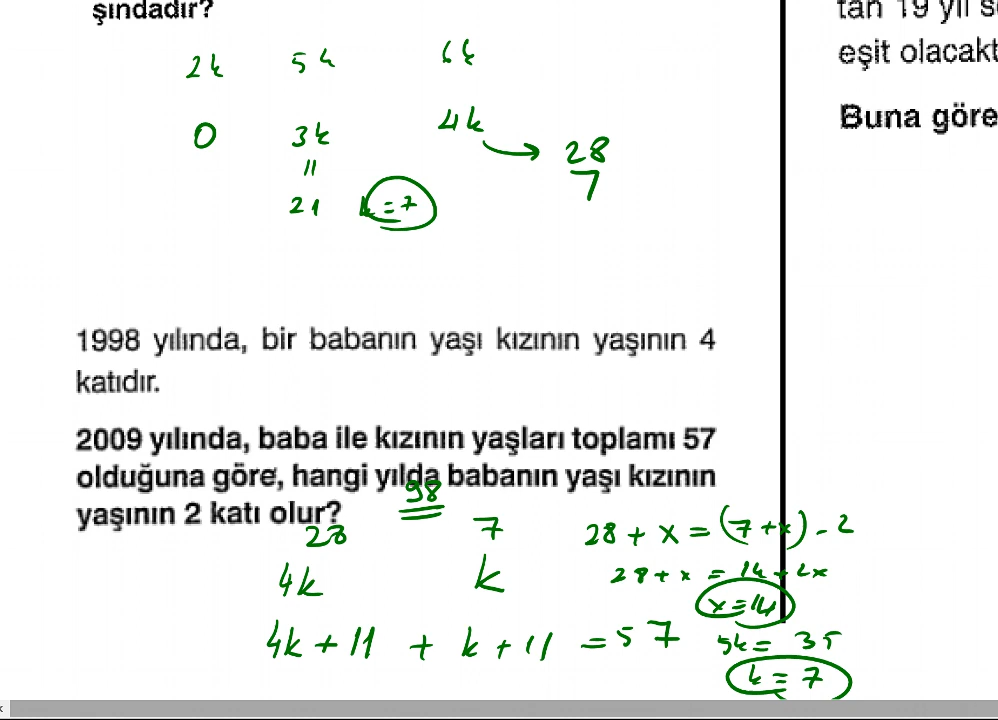 şındadır?
2k 5k 6k
0 3k 4k → 28
11 7
21 k = 7
1998 yılında, bir babanın yaşı kızının yaşının 4
katıdır.
2009 yılında, baba ile kızının yaşları toplamı 57
olduğuna göre, hangi yılda babanın yaşı kızının
yaşının 2 katı olur?
98
28 7
4k k
4k + 11 + k + 11 = 57
28 + x = (7 + x) - 2
28 + x = 14 + 2x
x = 14
5k = 35
k = 7
tan 19 yıl s
eşit olacakt
Buna göre